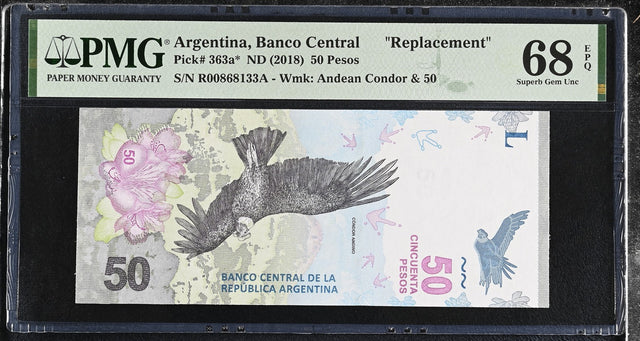 PMG
PAPER MONEY GUARANTY
Argentina, Banco Central "Replacement"
Pick# 363a* ND (2018) 50 Pesos
S/N R00868133A - Wmk: Andean Condor & 50
68 EPQ
Superb Gem Unc
50
L
CÓNDOR ANDINO
50
CINCUENTA
PESOS
50
BANCO CENTRAL DE LA
REPÚBLICA ARGENTINA